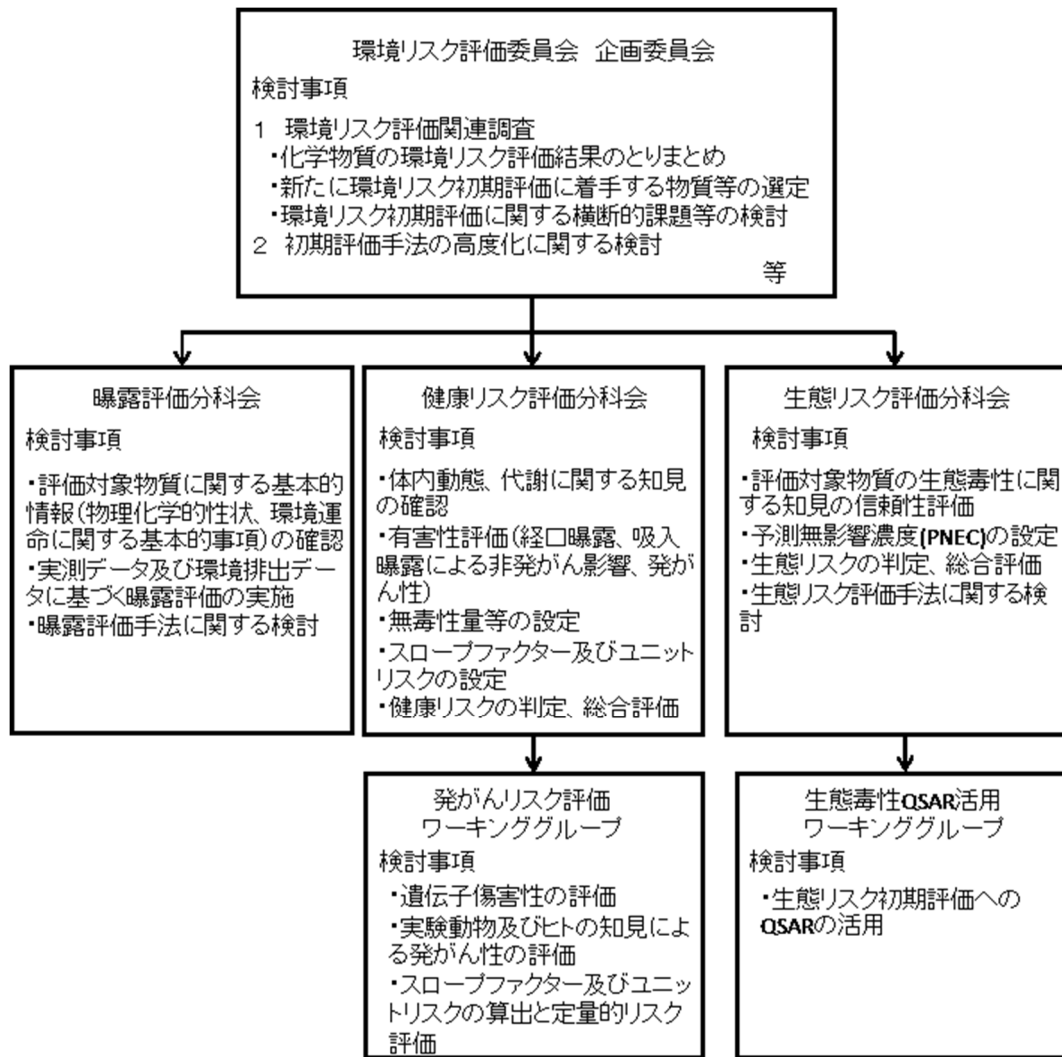 環境リスク評価委員会 企画委員会
検討事項
1 環境リスク評価関連調査
・化学物質の環境リスク評価結果のとりまとめ
・新たに環境リスク初期評価に着手する物質等の選定
・環境リスク初期評価に関する横断的課題等の検討
2 初期評価手法の高度化に関する検討
等
曝露評価分科会
検討事項
・評価対象物質に関する基本的
情報(物理化学的性状、環境運
命に関する基本的事項)の確認
・実測データ及び環境排出デー
タに基づく曝露評価の実施
・曝露評価手法に関する検討
健康リスク評価分科会
検討事項
・体内動態、代謝に関する知見
の確認
・有害性評価(経口曝露、吸入
曝露による非発がん影響、発が
ん性)
・無毒性量等の設定
・スロープファクター及びユニット
リスクの設定
・健康リスクの判定、総合評価
生態リスク評価分科会
検討事項
・評価対象物質の生態毒性に関
する知見の信頼性評価
・予測無影響濃度(PNEC)の設定
・生態リスクの判定、総合評価
・生態リスク評価手法に関する検
討
発がんリスク評価
ワーキンググループ
検討事項
・遺伝子傷害性の評価
・実験動物及びヒトの知見によ
る発がん性の評価
・スロープファクター及びユニッ
トリスクの算出と定量的リスク
評価
生態毒性QSAR活用
ワーキンググループ
検討事項
・生態リスク初期評価への
QSARの活用